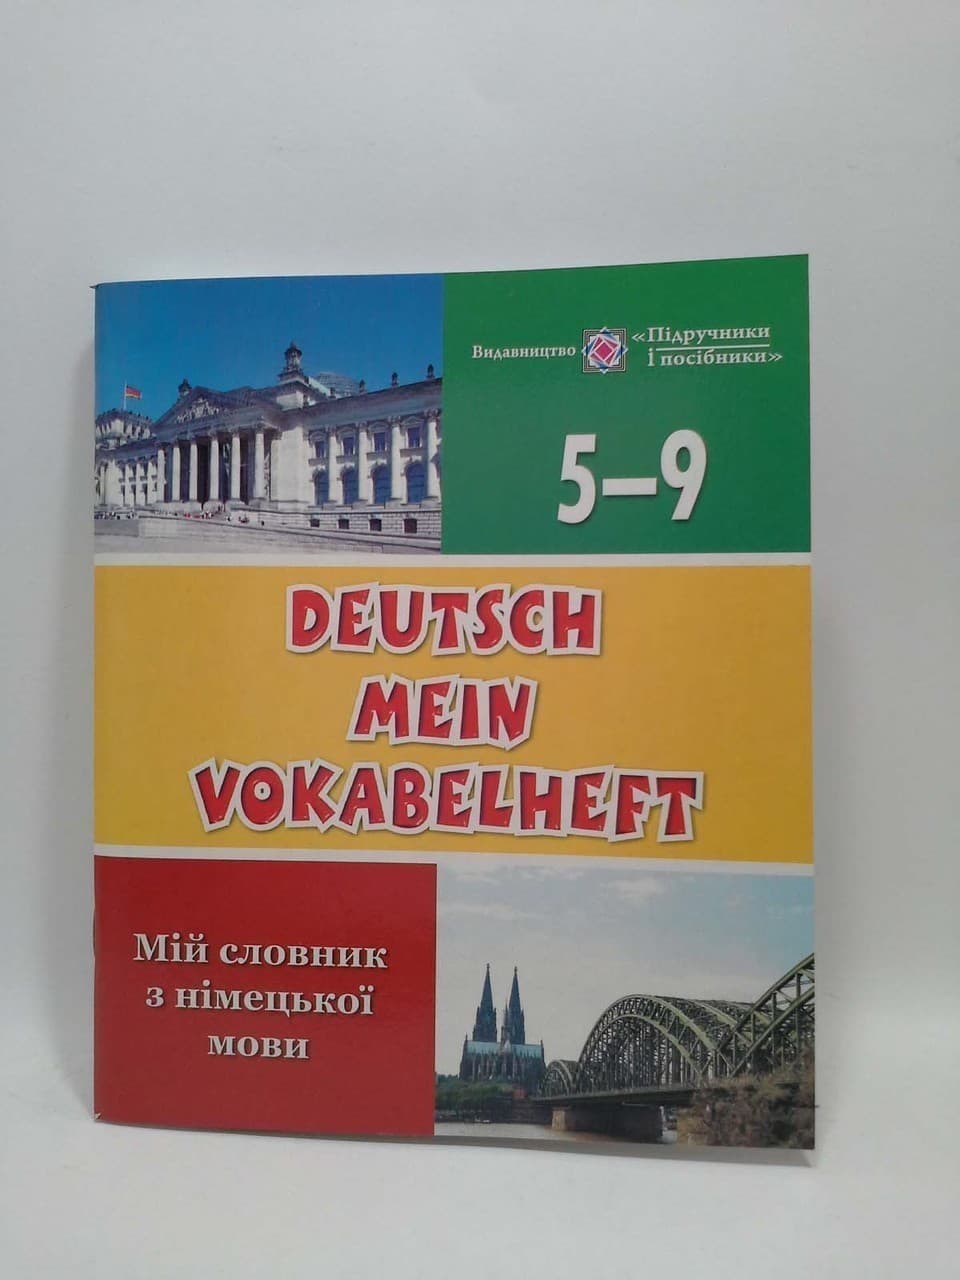 Видавництво «Підручники
і посібники»
5–9
DEUTSCH
MEIN
VOKABELHEFT
Мій словник
з німецької
мови